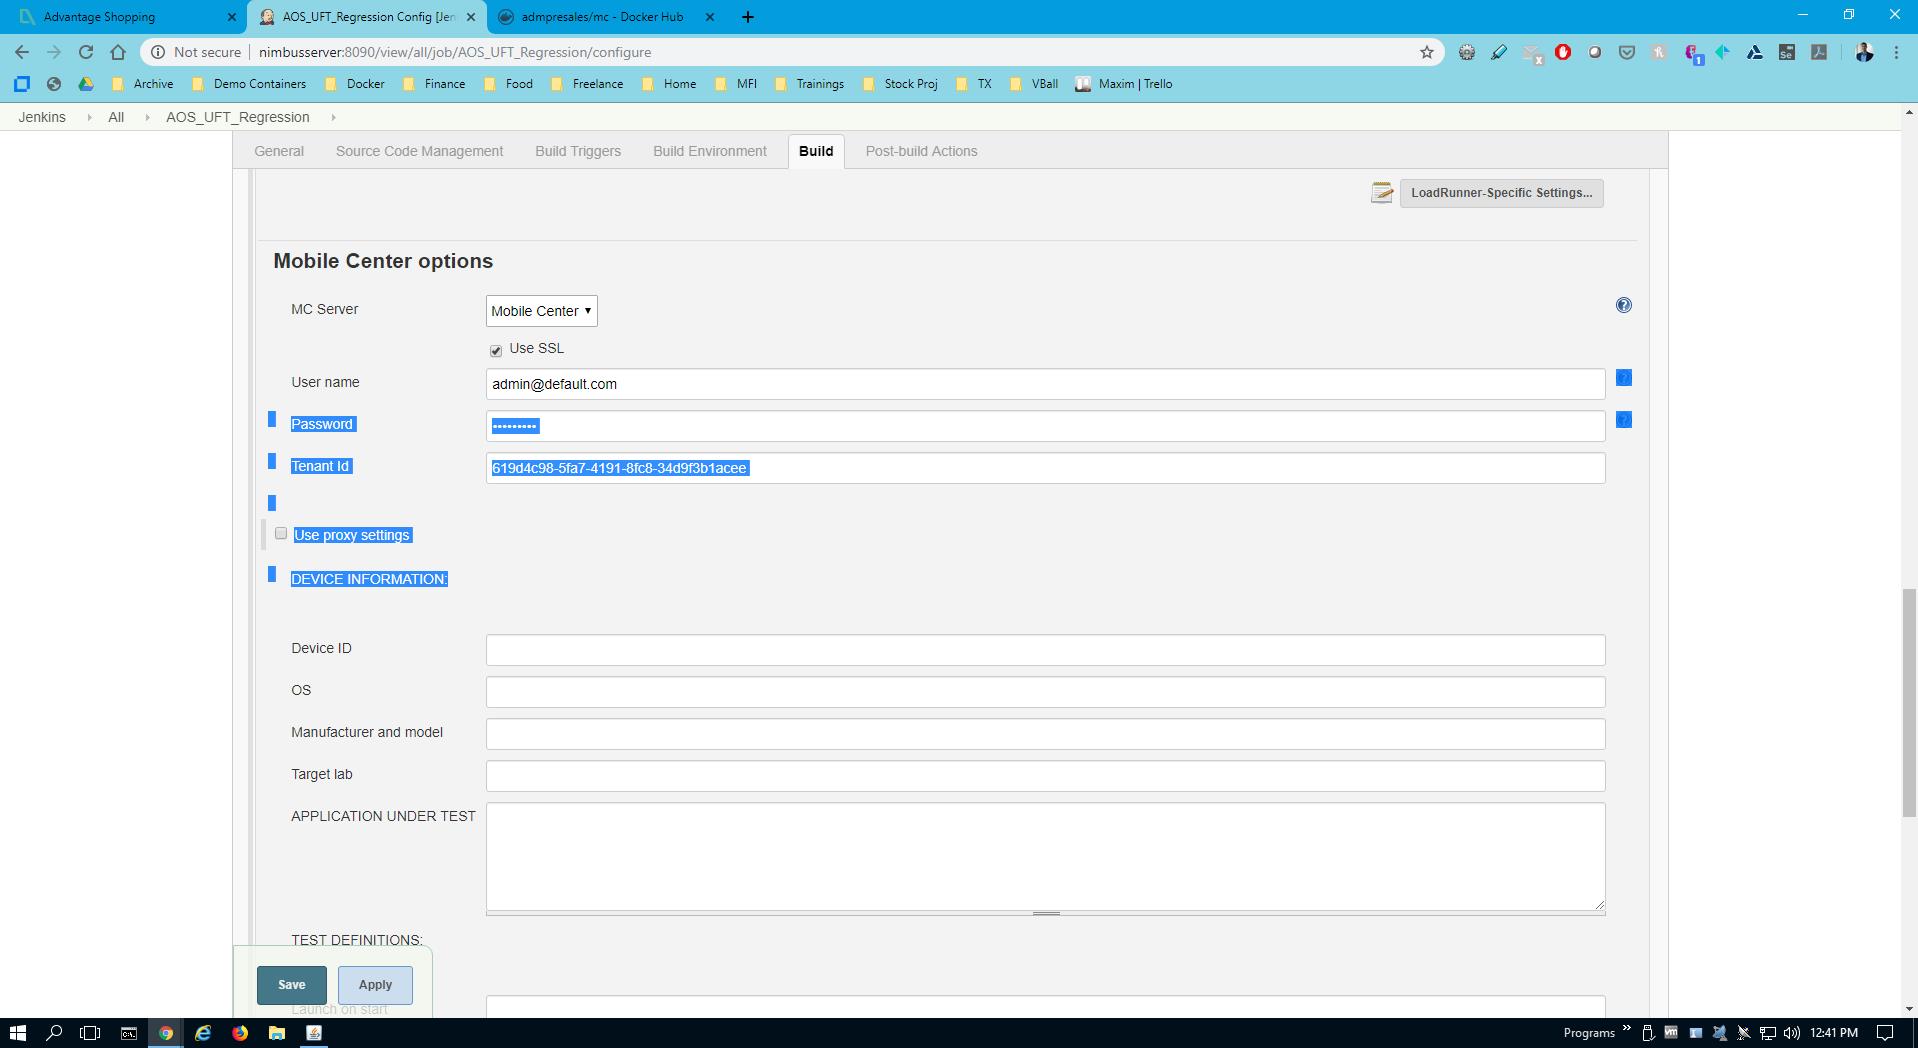 Advantage Shopping
AOS_UFT_Regression Config [Jen
admpresales/mc - Docker Hub
Not secure
nimbusserver:8090/view/all/job/AOS_UFT_Regression/configure
x
1
Se
Archive
Demo Containers
Docker
Finance
Food
Freelance
Home
MFI
Trainings
Stock Proj
TX
VBall
Maxim | Trello
Jenkins
All
AOS_UFT_Regression
General
Source Code Management
Build Triggers
Build Environment
Build
Post-build Actions
LoadRunner-Specific Settings...
Mobile Center options
MC Server
Mobile Center
Use SSL
User name
admin@default.com
Password
•••••••••
Tenant Id
619d4c98-5fa7-4191-8fc8-34d9f3b1acee
Use proxy settings
DEVICE INFORMATION:
Device ID
OS
Manufacturer and model
Target lab
APPLICATION UNDER TEST
TEST DEFINITIONS:
Save
Apply
Launch on start
Programs
12:41 PM